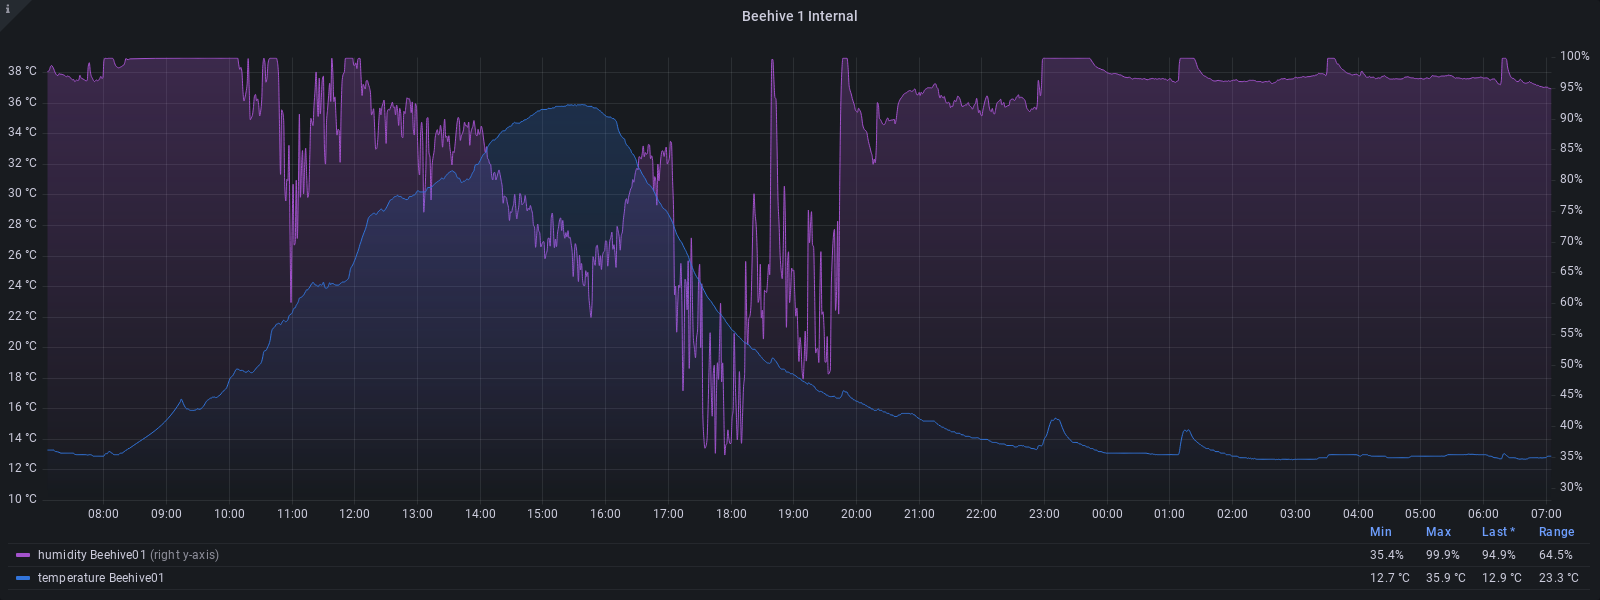 i
Beehive 1 Internal
38 °C
36 °C
34 °C
32 °C
30 °C
28 °C
26 °C
24 °C
22 °C
20 °C
18 °C
16 °C
14 °C
12 °C
10 °C
100%
95%
90%
85%
80%
75%
70%
65%
60%
55%
50%
45%
40%
35%
30%
08:00 09:00 10:00 11:00 12:00 13:00 14:00 15:00 16:00 17:00 18:00 19:00 20:00 21:00 22:00 23:00 00:00 01:00 02:00 03:00 04:00 05:00 06:00 07:00
Min Max Last * Range
humidity Beehive01 (right y-axis) 35.4% 99.9% 94.9% 64.5%
temperature Beehive01 12.7 °C 35.9 °C 12.9 °C 23.3 °C